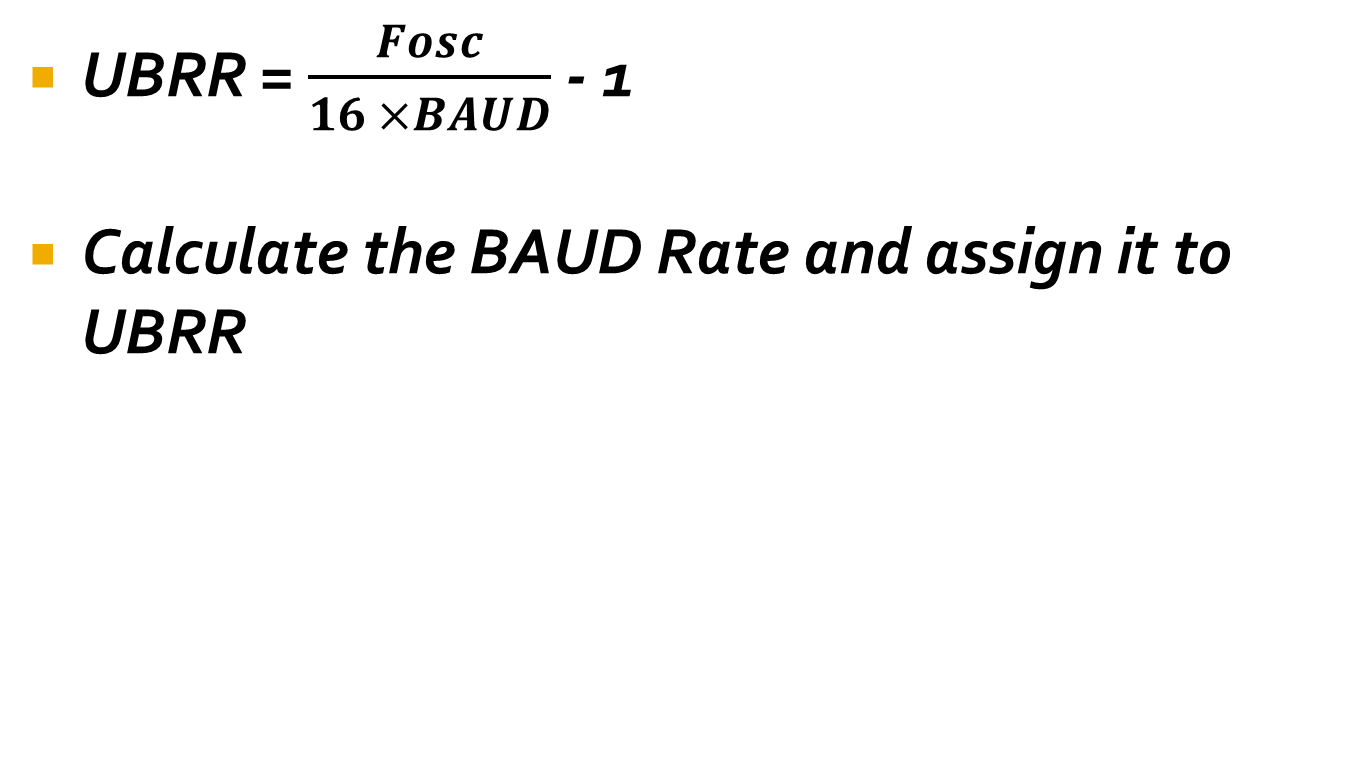 ▪ UBRR = Fosc / 16 ×BAUD - 1
▪ Calculate the BAUD Rate and assign it to
UBRR